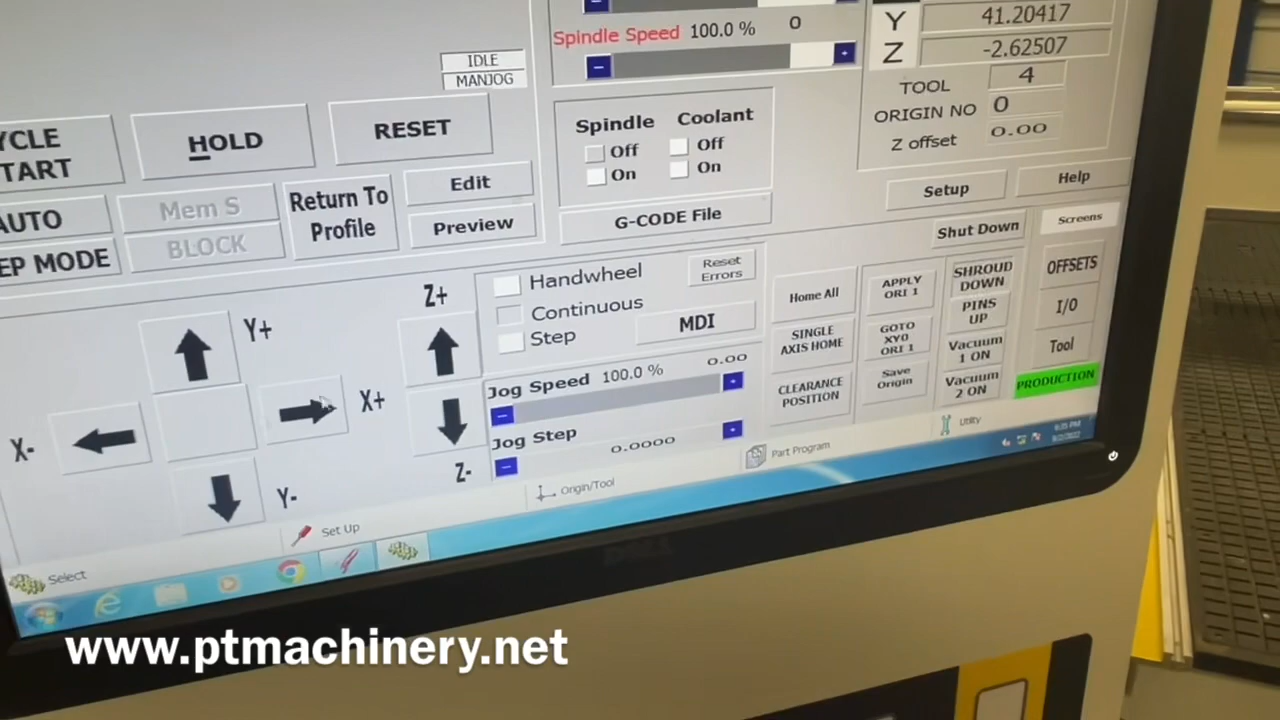 Y 41.20417
Z -2.62507
Spindle Speed 100.0 % 0
IDLE
MANJOG
TOOL 4
ORIGIN NO 0
Z offset 0.00
YCLE
TART
HOLD
RESET
Spindle
Off
On
Coolant
Off
On
AUTO
Mem S
BLOCK
EP MODE
Return To
Profile
Edit
Preview
G-CODE File
Setup
Help
Shut Down
Screens
Y+
X+
X-
Y-
Z+
Z-
Handwheel
Continuous
Step
Reset
Errors
MDI
Jog Speed 100.0 % 0.00
Jog Step 0.0000
Home All
SINGLE
AXIS HOME
CLEARANCE
POSITION
APPLY
ORI 1
GOTO
XY0
ORI 1
Save
Origin
SHROUD
DOWN
PINS
UP
Vacuum
1 ON
Vacuum
2 ON
OFFSETS
I/O
Tool
PRODUCTION
Select
Set Up
Origin/Tool
Part Program
Utility
DELL
www.ptmachinery.net